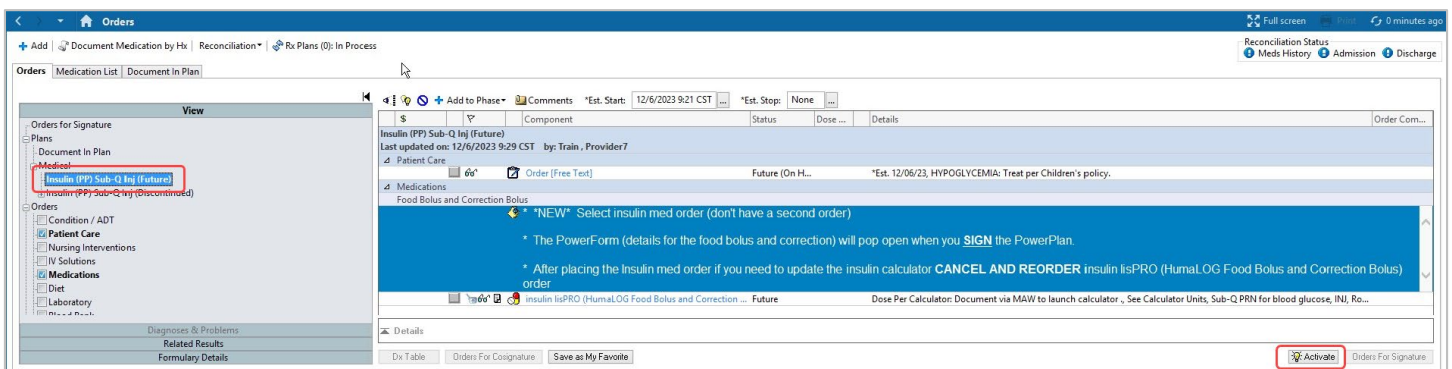 Orders
Full screen Print 0 minutes ago
Add Document Medication by Hx Reconciliation Rx Plans (0): In Process
Reconciliation Status
Meds History Admission Discharge
Orders Medication List Document In Plan
View
Orders for Signature
Plans
Document In Plan
Medical
Insulin (PP) Sub-Q Inj (Future)
Insulin (PP) Sub-Q Inj (Discontinued)
Orders
Condition / ADT
Patient Care
Nursing Interventions
IV Solutions
Medications
Diet
Laboratory
Blood Bank
Diagnoses & Problems
Related Results
Formulary Details
+ Add to Phase Comments *Est. Start: 12/6/2023 9:21 CST ... *Est. Stop: None ...
$ Component Status Dose ... Details Order Com...
Insulin (PP) Sub-Q Inj (Future)
Last updated on: 12/6/2023 9:29 CST by: Train , Provider7
Patient Care
Order [Free Text] Future (On H... *Est. 12/06/23, HYPOGLYCEMIA: Treat per Children's policy.
Medications
Food Bolus and Correction Bolus
* *NEW* Select insulin med order (don't have a second order)
* The PowerForm (details for the food bolus and correction) will pop open when you SIGN the PowerPlan.
* After placing the Insulin med order if you need to update the insulin calculator CANCEL AND REORDER insulin lisPRO (HumaLOG Food Bolus and Correction Bolus)
order
insulin lisPRO (HumaLOG Food Bolus and Correction ... Future Dose Per Calculator: Document via MAW to launch calculator ., See Calculator Units, Sub-Q PRN for blood glucose, INJ, Ro...
Details
Dx Table Orders For Cosignature Save as My Favorite Activate Orders For Signature